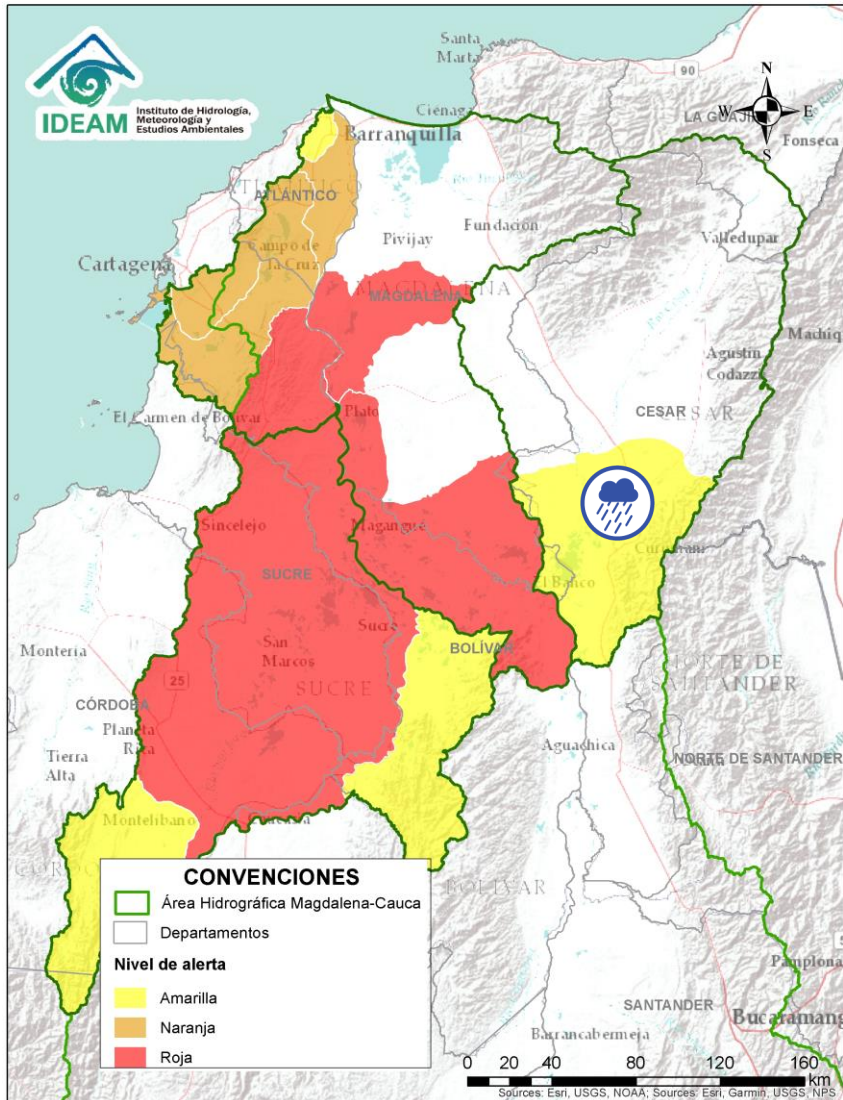 IDEAM
Instituto de Hidrología,
Meteorología y
Estudios Ambientales
Santa
Marta
90
N
W
E
S
LA GUAJI
Fonseca
Ciénaga
Barranquilla
ATLÁNTICO
Fundación
Pivijay
Valledupar
Campo de
la Cruz
Cartagena
MAGDALENA
Agustín
Codazzi
Machiq
CESAR
CESAR
El Carmen de Bolívar
Plato
Sincelejo
Magangué
SUCRE
El Banco
Sucre
BOLÍVAR
Montería
San
Marcos
SUCRE
25
NORTE DE
SANTANDER
CÓRDOBA
Planeta
Rica
Aguachica
Tierra
Alta
NORTE DE SANTANDER
Montelíbano
BOLÍVAR
CONVENCIONES
Área Hidrográfica Magdalena-Cauca
Departamentos
Nivel de alerta
Amarilla
Naranja
Roja
Pamplona
SANTANDER
Bucaramang
Barrancabermeja
0 20 40 80 120 160
km
Sources: Esri, USGS, NOAA; Sources: Esri, Garmin, USGS, NPS